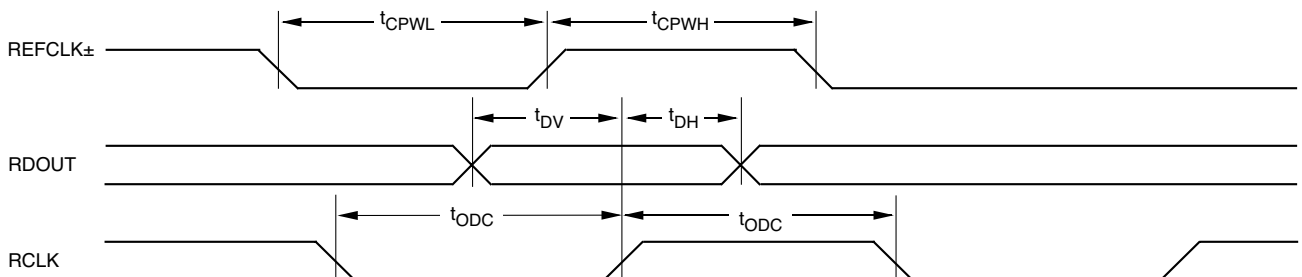 tCPWL tCPWH
REFCLK±
tDV tDH
RDOUT
tODC tODC
RCLK